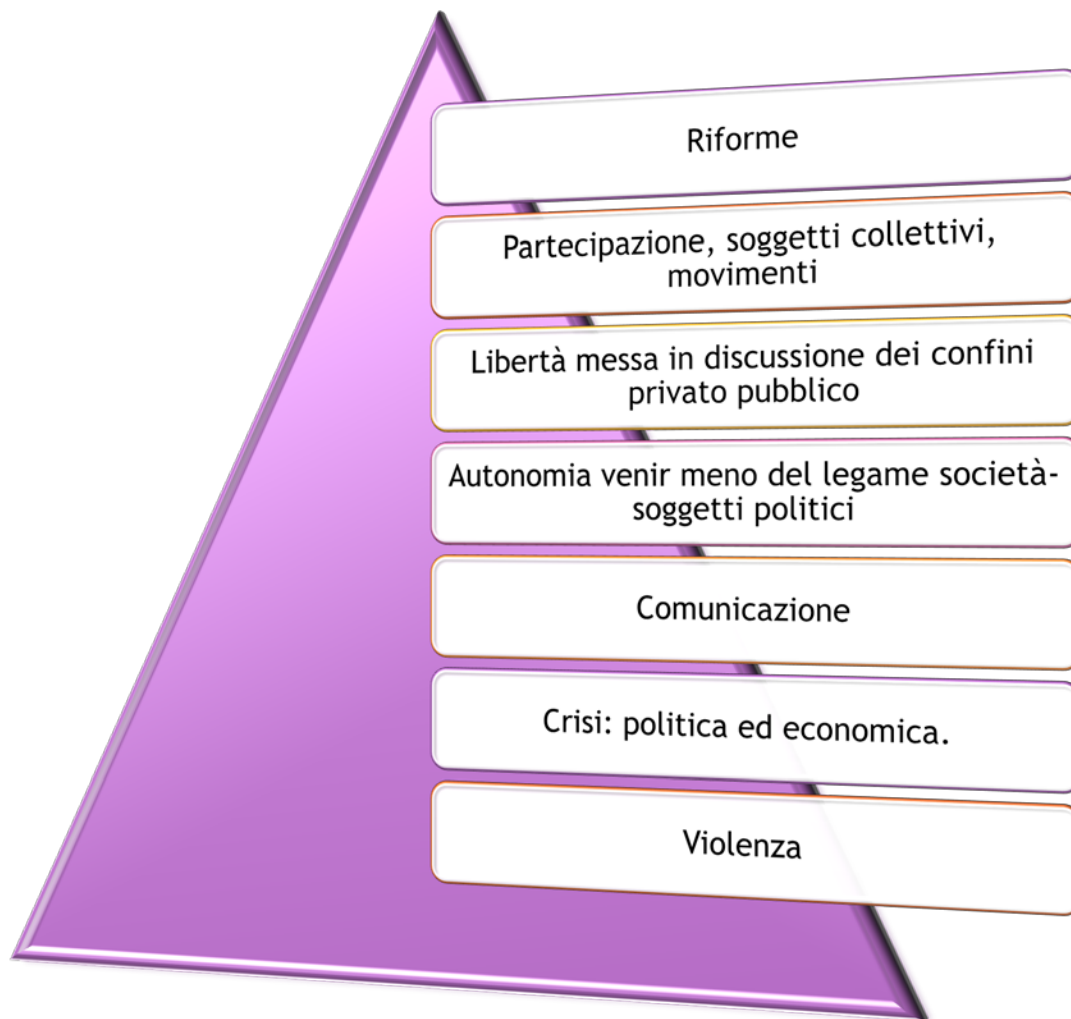 Riforme
Partecipazione, soggetti collettivi,
movimenti
Libertà messa in discussione dei confini
privato pubblico
Autonomia venir meno del legame società-
soggetti politici
Comunicazione
Crisi: politica ed economica.
Violenza